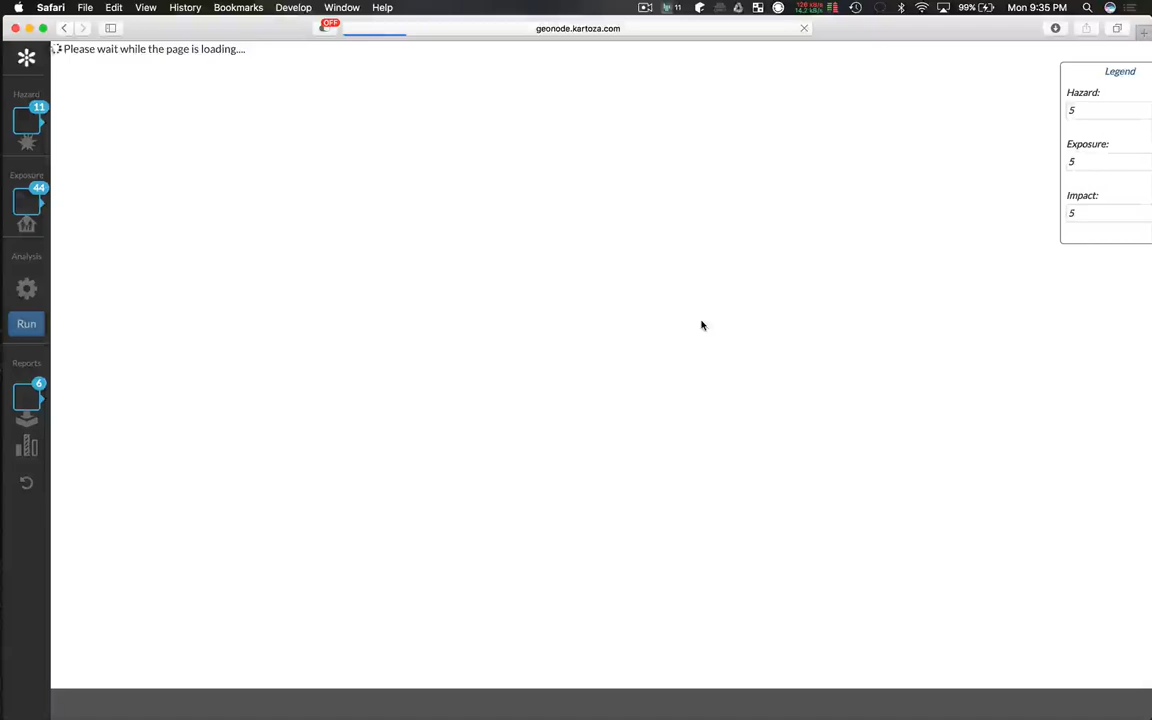 Safari File Edit View History Bookmarks Develop Window Help 11 99% Mon 9:35 PM
OFF
geonode.kartoza.com
Please wait while the page is loading....
Legend
Hazard
11
Hazard:
5
Exposure:
5
Exposure
44
Impact:
5
Analysis
Run
Reports
6